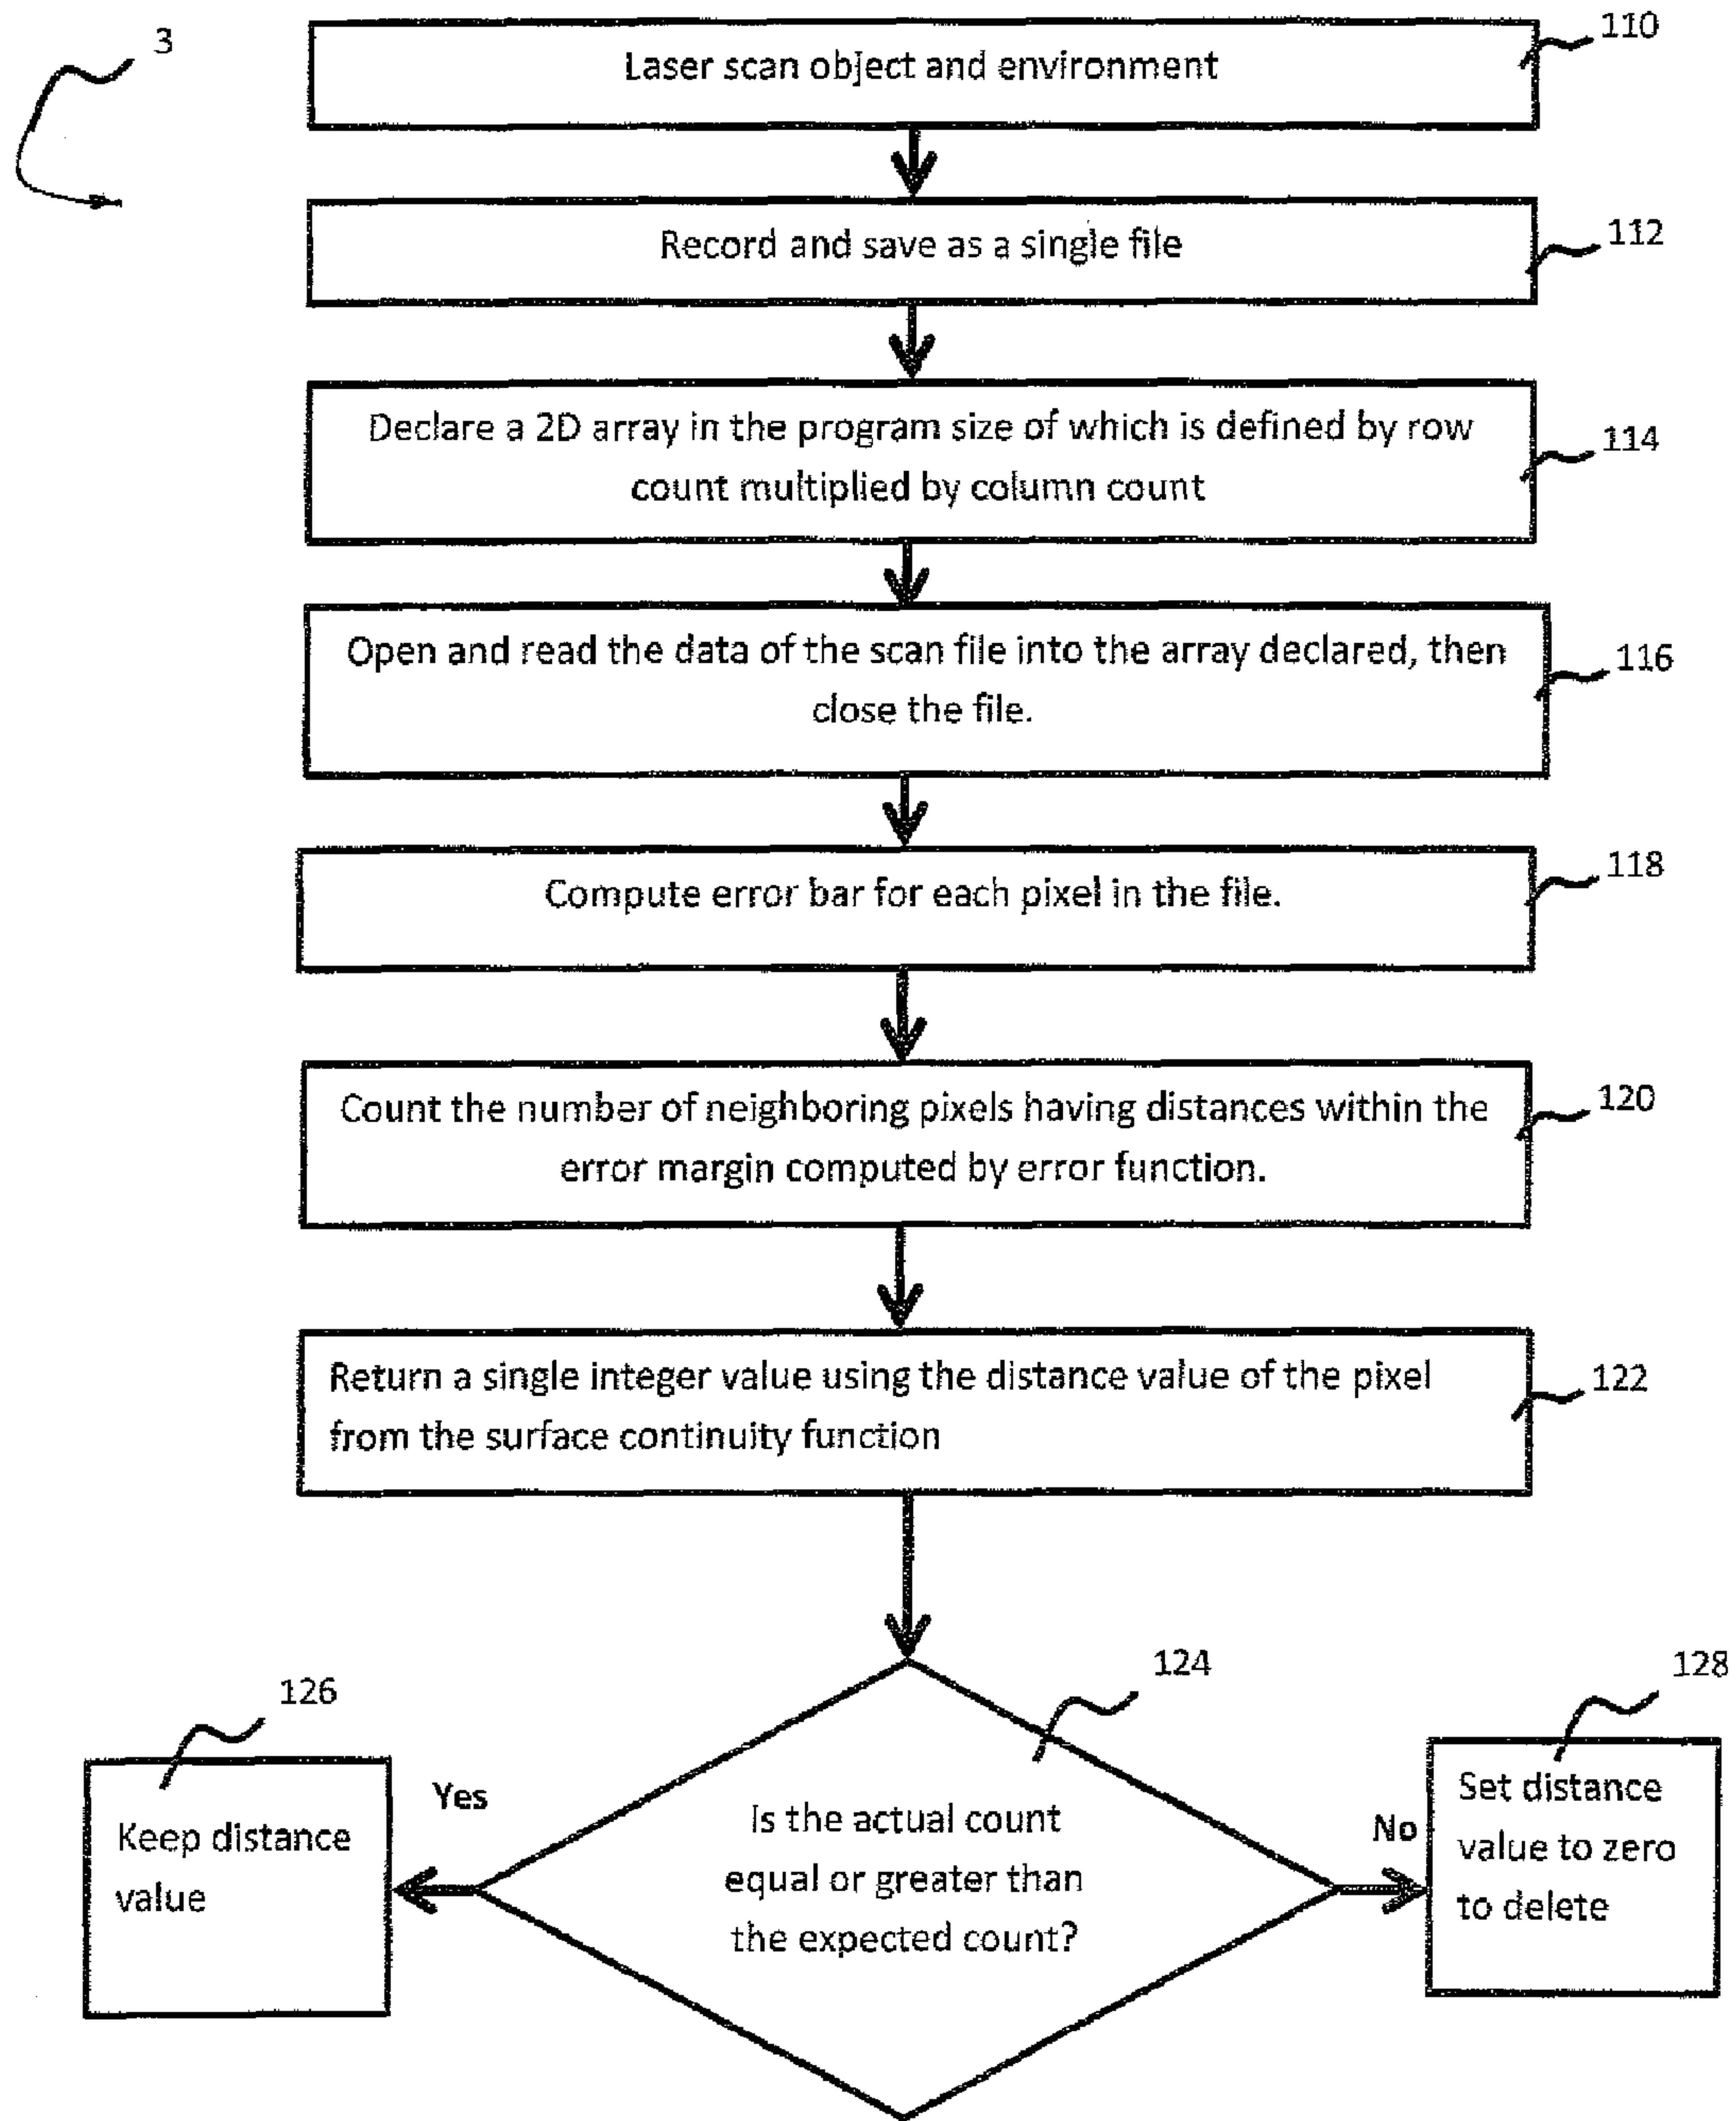 3
Laser scan object and environment
110
Record and save as a single file
112
Declare a 2D array in the program size of which is defined by row
count multiplied by column count
114
Open and read the data of the scan file into the array declared, then
close the file.
116
Compute error bar for each pixel in the file.
118
Count the number of neighboring pixels having distances within the
error margin computed by error function.
120
Return a single integer value using the distance value of the pixel
from the surface continuity function
122
124
Is the actual count
equal or greater than
the expected count?
Yes
126
Keep distance
value
No
128
Set distance
value to zero
to delete